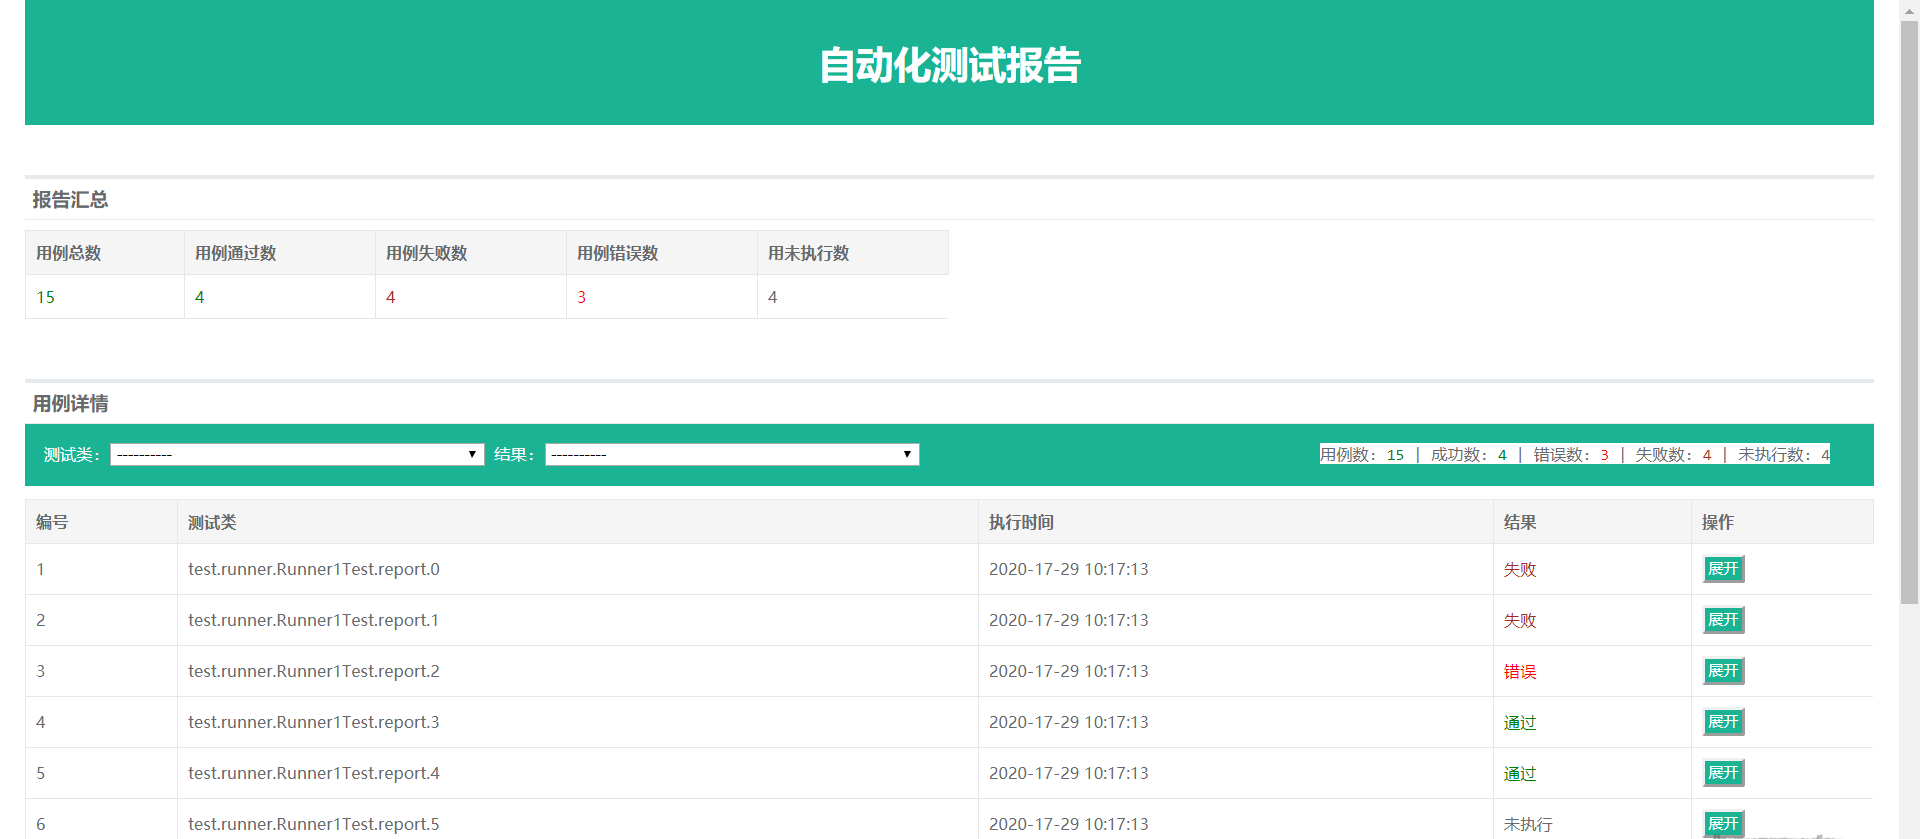 自动化测试报告
报告汇总
用例总数 用例通过数 用例失败数 用例错误数 用未执行数
15 4 4 3 4
用例详情
测试类： ---------- 结果： ---------- 用例数：15 | 成功数：4 | 错误数：3 | 失败数：4 | 未执行数：4
编号 测试类 执行时间 结果 操作
1 test.runner.Runner1Test.report.0 2020-17-29 10:17:13 失败 展开
2 test.runner.Runner1Test.report.1 2020-17-29 10:17:13 失败 展开
3 test.runner.Runner1Test.report.2 2020-17-29 10:17:13 错误 展开
4 test.runner.Runner1Test.report.3 2020-17-29 10:17:13 通过 展开
5 test.runner.Runner1Test.report.4 2020-17-29 10:17:13 通过 展开
6 test.runner.Runner1Test.report.5 2020-17-29 10:17:13 未执行 展开